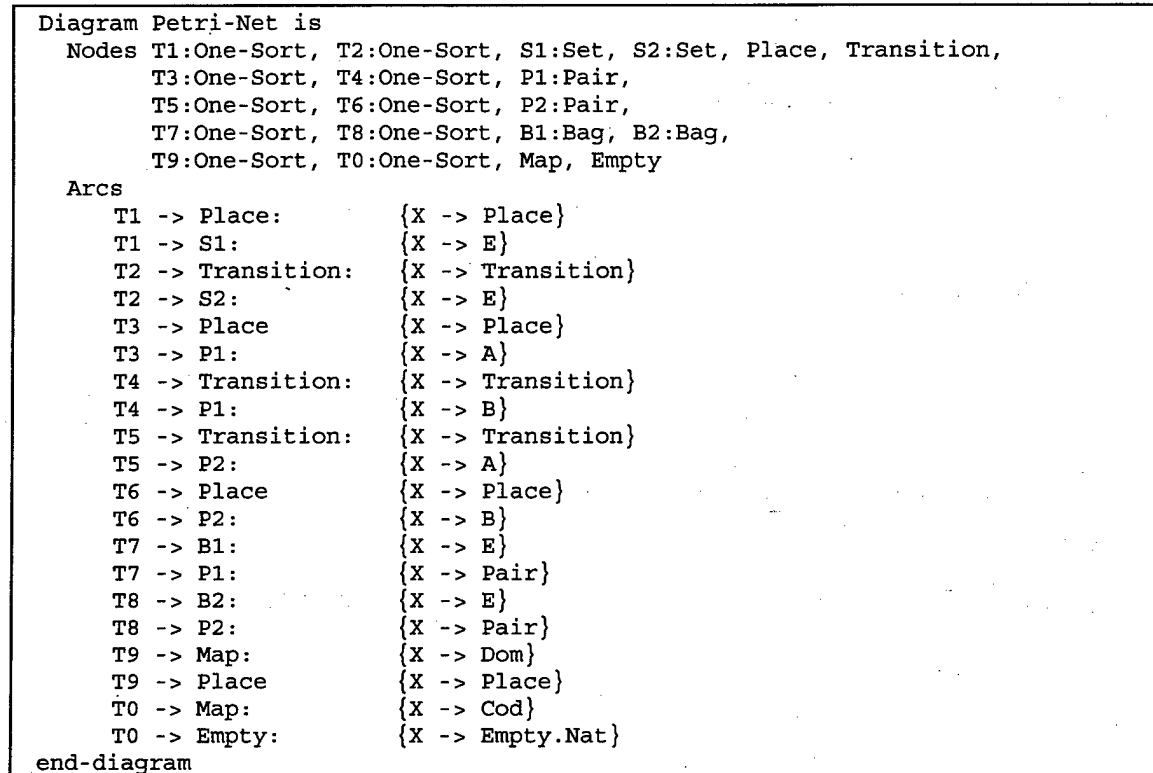 Diagram Petri-Net is
Nodes T1:One-Sort, T2:One-Sort, S1:Set, S2:Set, Place, Transition,
T3:One-Sort, T4:One-Sort, P1:Pair,
T5:One-Sort, T6:One-Sort, P2:Pair,
T7:One-Sort, T8:One-Sort, B1:Bag, B2:Bag,
T9:One-Sort, T0:One-Sort, Map, Empty
Arcs
T1 -> Place: {X -> Place}
T1 -> S1: {X -> E}
T2 -> Transition: {X -> Transition}
T2 -> S2: {X -> E}
T3 -> Place {X -> Place}
T3 -> P1: {X -> A}
T4 -> Transition: {X -> Transition}
T4 -> P1: {X -> B}
T5 -> Transition: {X -> Transition}
T5 -> P2: {X -> A}
T6 -> Place {X -> Place}
T6 -> P2: {X -> B}
T7 -> B1: {X -> E}
T7 -> P1: {X -> Pair}
T8 -> B2: {X -> E}
T8 -> P2: {X -> Pair}
T9 -> Map: {X -> Dom}
T9 -> Place {X -> Place}
T0 -> Map: {X -> Cod}
T0 -> Empty: {X -> Empty.Nat}
end-diagram